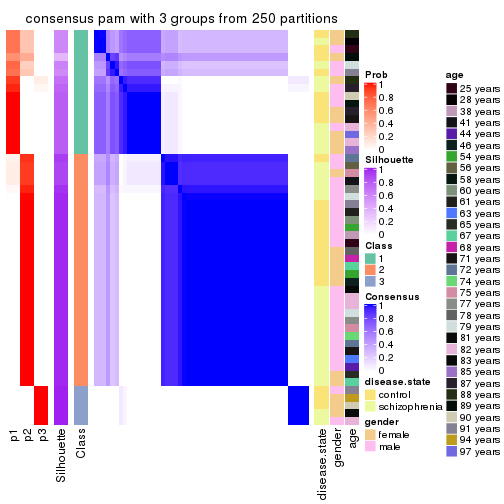 consensus pam with 3 groups from 250 partitions
Prob
1
0.8
0.6
0.4
0.2
0
Silhouette
1
0.8
0.6
0.4
0.2
0
Class
1
2
3
Consensus
1
0.8
0.6
0.4
0.2
0
disease.state
control
schizophrenia
gender
female
male
age
25 years
28 years
38 years
41 years
44 years
46 years
54 years
56 years
58 years
60 years
61 years
63 years
65 years
67 years
68 years
71 years
72 years
74 years
75 years
77 years
78 years
79 years
81 years
82 years
83 years
85 years
87 years
88 years
89 years
90 years
91 years
94 years
97 years
p1
p2
p3
Silhouette
Class
disease.state
gender
age